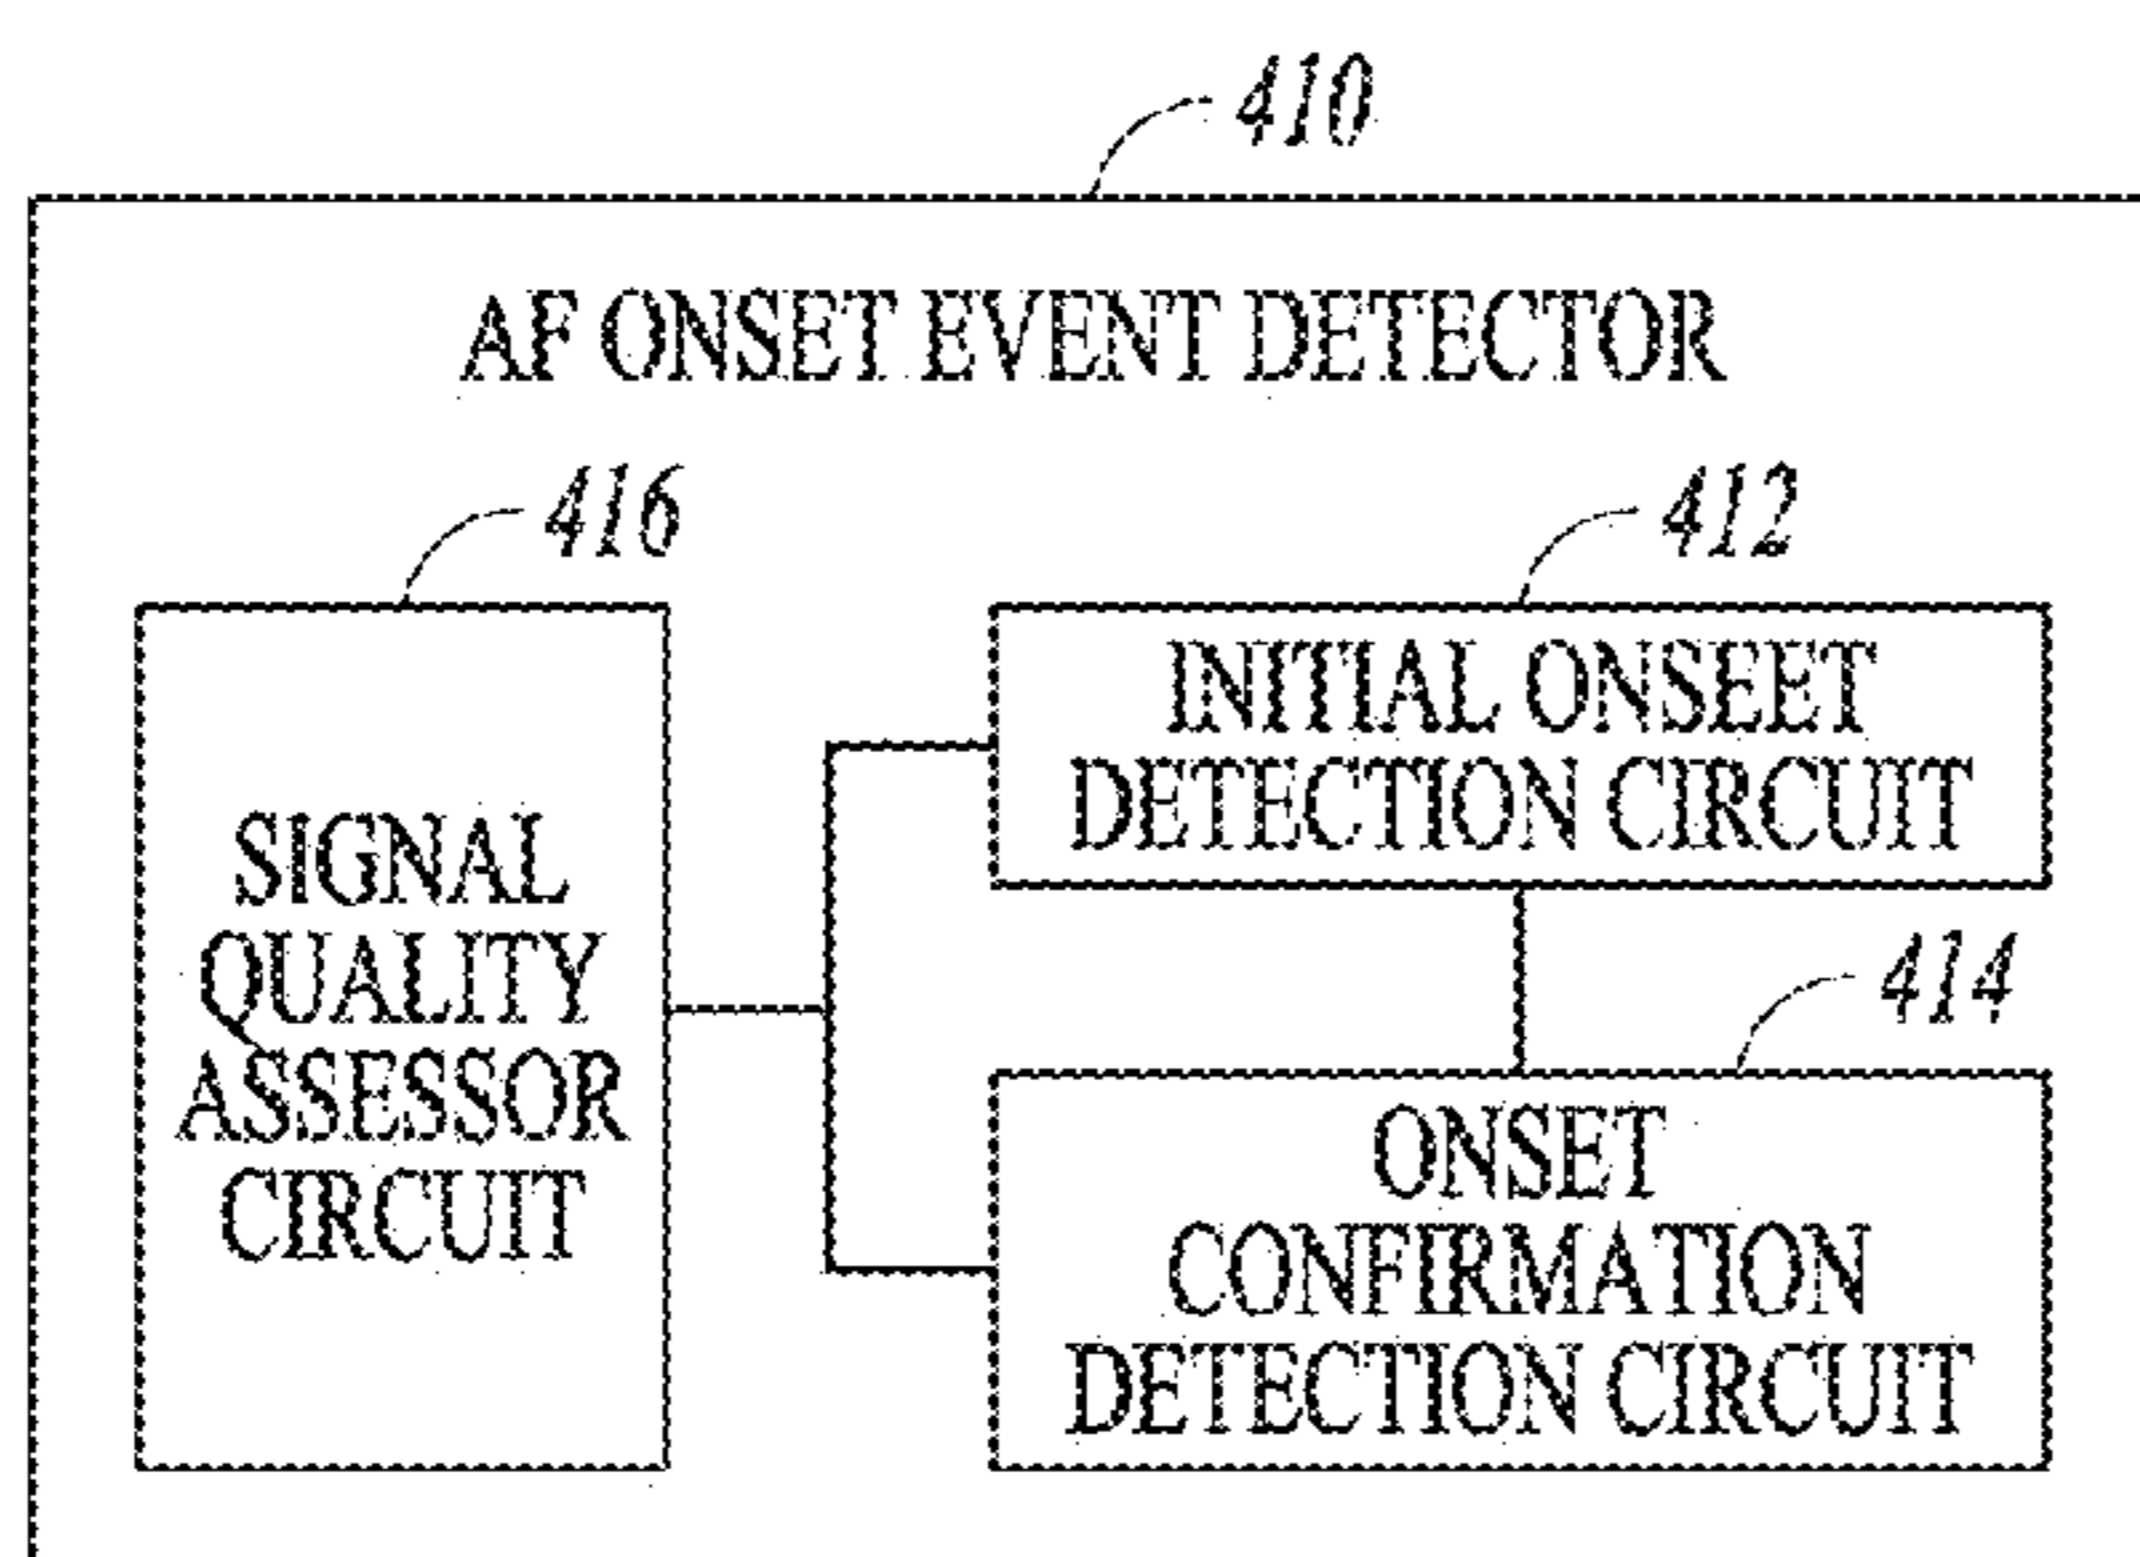 410
AF ONSET EVENT DETECTOR
416
412
INITIAL ONSEET
DETECTION CIRCUIT
SIGNAL
QUALITY
ASSESSOR
CIRCUIT
414
ONSET
CONFIRMATION
DETECTION CIRCUIT